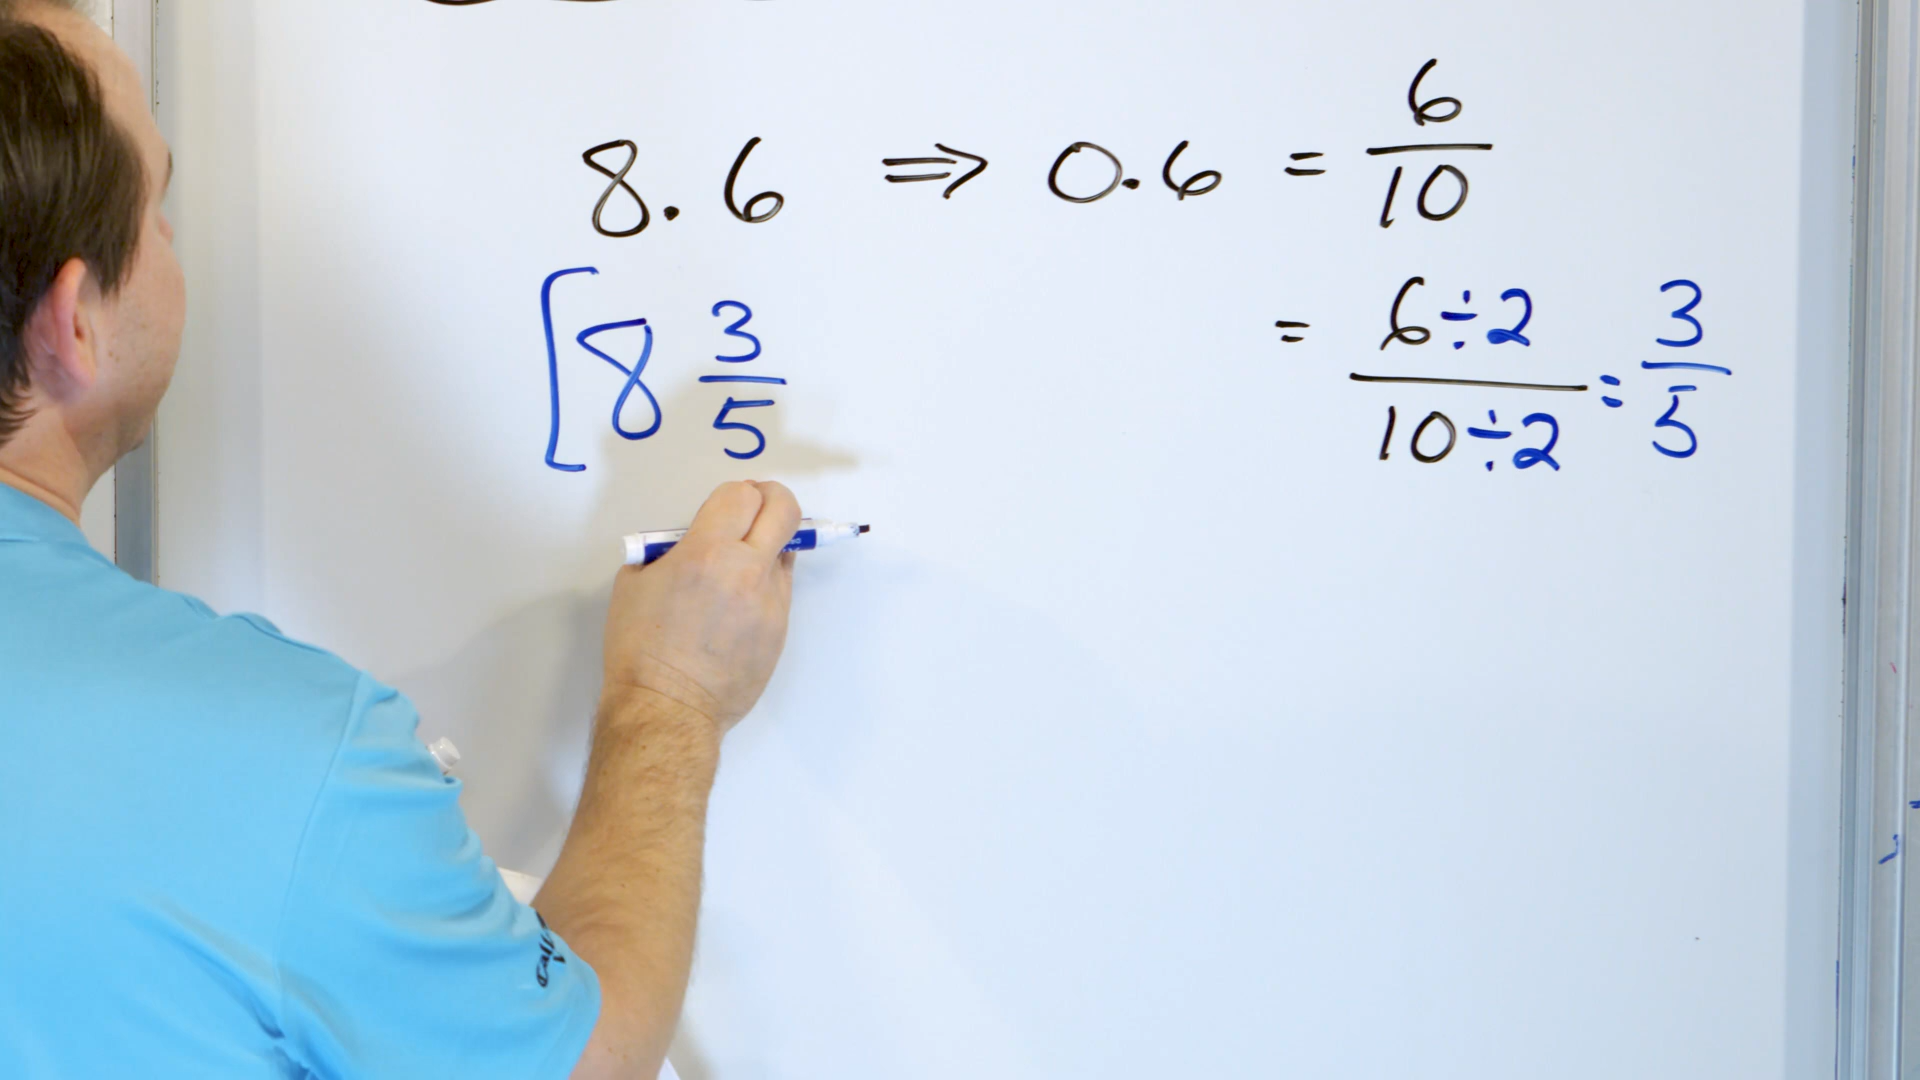 8.6 ⇒ 0.6 = 6/10
[8 3/5
= 6÷2/10÷2 = 3/5